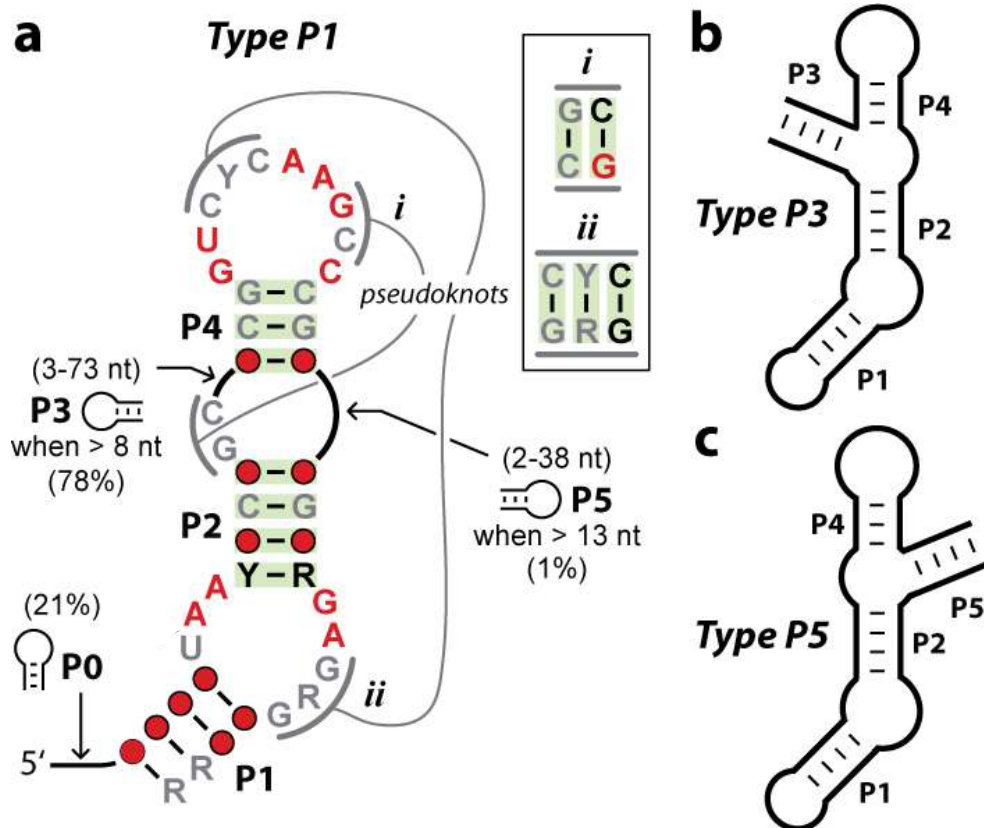 a
Type P1
i
G C
C G
ii
C Y C
G R G
b
P3
P4
Type P3
P2
P1
C Y C A A G C C
U G
i
pseudoknots
G – C
P4
C – G
(3-73 nt)
P3
when > 8 nt
(78%)
C
G
(2-38 nt)
P5
when > 13 nt
(1%)
P2
C – G
Y – R
A A U
G A G R G
ii
(21%)
P0
5'
R R
P1
c
P4
P5
Type P5
P2
P1